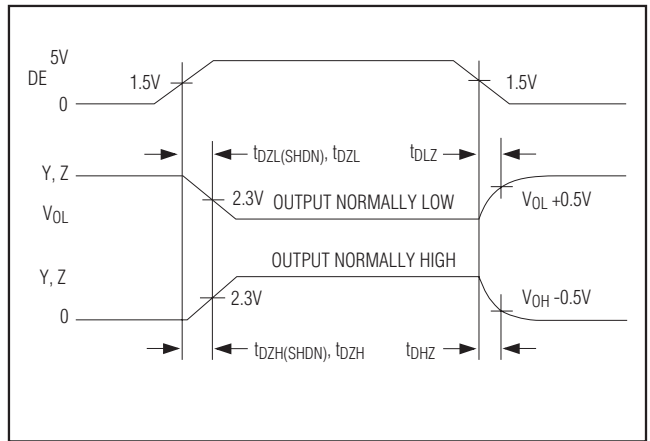 5V
DE
1.5V
1.5V
0
tDZL(SHDN), tDZL
tDLZ
Y, Z
2.3V
OUTPUT NORMALLY LOW
VOL +0.5V
VOL
OUTPUT NORMALLY HIGH
Y, Z
2.3V
VOH -0.5V
0
tDZH(SHDN), tDZH
tDHZ